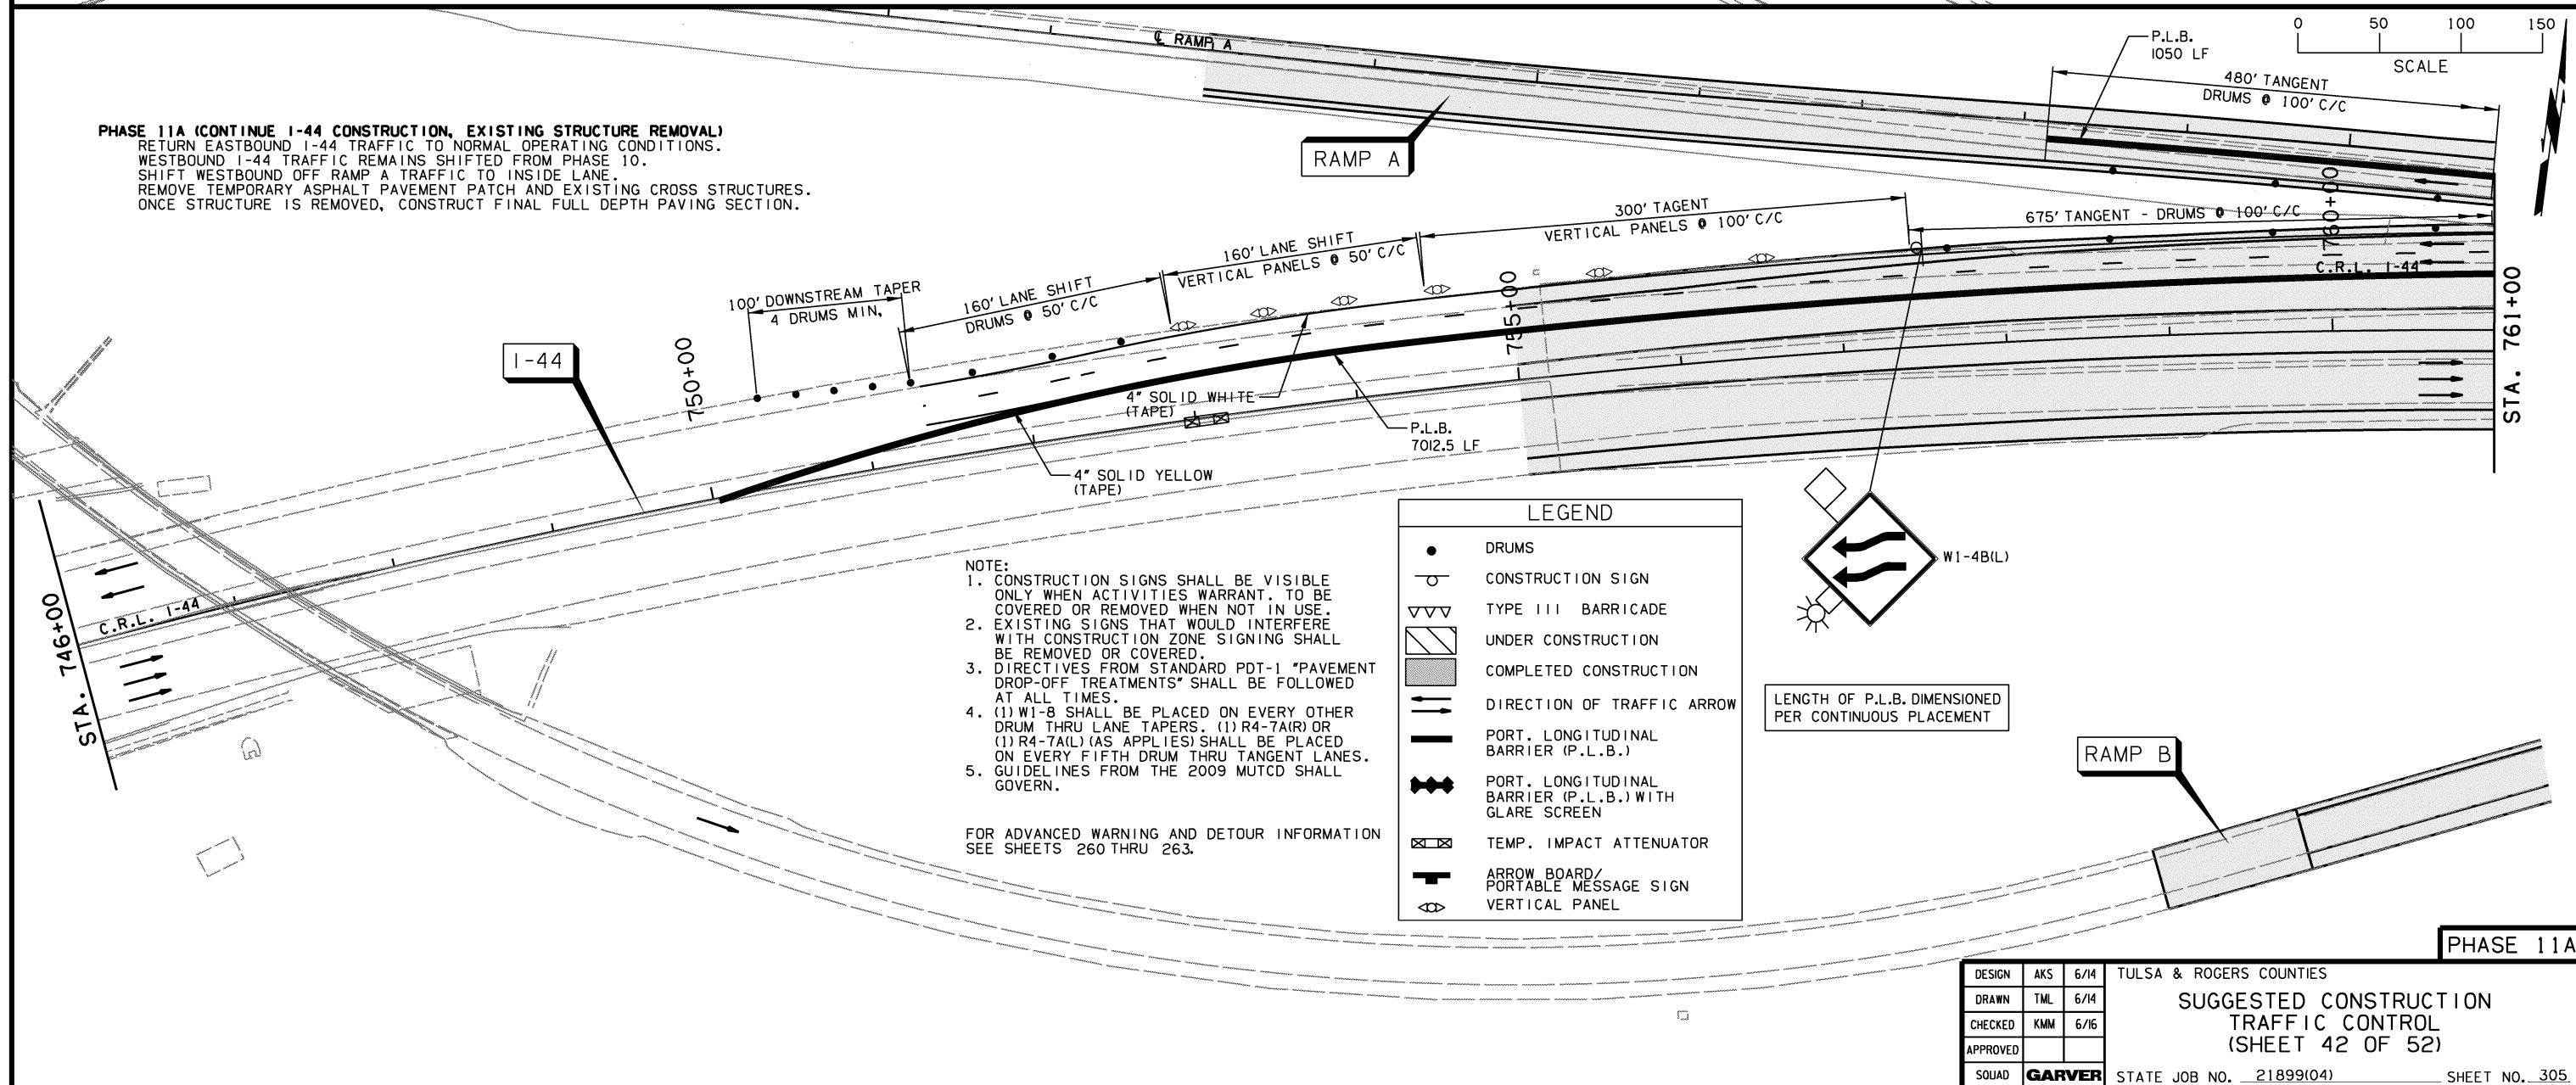 ℄ RAMP A
P.L.B.
1050 LF
0 50 100 150
SCALE
480' TANGENT
DRUMS @ 100' C/C
PHASE 11A (CONTINUE I-44 CONSTRUCTION, EXISTING STRUCTURE REMOVAL)
RETURN EASTBOUND I-44 TRAFFIC TO NORMAL OPERATING CONDITIONS.
WESTBOUND I-44 TRAFFIC REMAINS SHIFTED FROM PHASE 10.
SHIFT WESTBOUND OFF RAMP A TRAFFIC TO INSIDE LANE.
REMOVE TEMPORARY ASPHALT PAVEMENT PATCH AND EXISTING CROSS STRUCTURES.
ONCE STRUCTURE IS REMOVED, CONSTRUCT FINAL FULL DEPTH PAVING SECTION.
RAMP A
300' TAGENT
VERTICAL PANELS @ 100' C/C
675' TANGENT - DRUMS @ 100' C/C
760+00
160' LANE SHIFT
VERTICAL PANELS @ 50' C/C
160' LANE SHIFT
DRUMS @ 50' C/C
100' DOWNSTREAM TAPER
4 DRUMS MIN,
C.R.L. I-44
755+00
STA. 761+00
I-44
750+00
4" SOLID WHITE
(TAPE)
P.L.B.
7012.5 LF
4" SOLID YELLOW
(TAPE)
STA. 746+00
C.R.L. I-44
NOTE:
1. CONSTRUCTION SIGNS SHALL BE VISIBLE
ONLY WHEN ACTIVITIES WARRANT. TO BE
COVERED OR REMOVED WHEN NOT IN USE.
2. EXISTING SIGNS THAT WOULD INTERFERE
WITH CONSTRUCTION ZONE SIGNING SHALL
BE REMOVED OR COVERED.
3. DIRECTIVES FROM STANDARD PDT-1 "PAVEMENT
DROP-OFF TREATMENTS" SHALL BE FOLLOWED
AT ALL TIMES.
4. (1) W1-8 SHALL BE PLACED ON EVERY OTHER
DRUM THRU LANE TAPERS. (1) R4-7A(R) OR
(1) R4-7A(L) (AS APPLIES) SHALL BE PLACED
ON EVERY FIFTH DRUM THRU TANGENT LANES.
5. GUIDELINES FROM THE 2009 MUTCD SHALL
GOVERN.
FOR ADVANCED WARNING AND DETOUR INFORMATION
SEE SHEETS 260 THRU 263.
LEGEND
DRUMS
CONSTRUCTION SIGN
TYPE III BARRICADE
UNDER CONSTRUCTION
COMPLETED CONSTRUCTION
DIRECTION OF TRAFFIC ARROW
PORT. LONGITUDINAL
BARRIER (P.L.B.)
PORT. LONGITUDINAL
BARRIER (P.L.B.) WITH
GLARE SCREEN
TEMP. IMPACT ATTENUATOR
ARROW BOARD/
PORTABLE MESSAGE SIGN
VERTICAL PANEL
W1-4B(L)
LENGTH OF P.L.B. DIMENSIONED
PER CONTINUOUS PLACEMENT
RAMP B
PHASE 11A
DESIGN AKS 6/14
DRAWN TML 6/14
CHECKED KMM 6/16
APPROVED
SQUAD GARVER
TULSA & ROGERS COUNTIES
SUGGESTED CONSTRUCTION
TRAFFIC CONTROL
(SHEET 42 OF 52)
STATE JOB NO. 21899(04) SHEET NO. 305